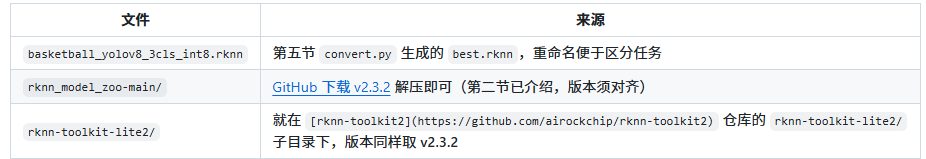 文件 来源
basketball_yolov8_3cls_int8.rknn 第五节 convert.py 生成的 best.rknn ，重命名便于区分任务
rknn_model_zoo-main/ GitHub 下载 v2.3.2 解压即可（第二节已介绍，版本须对齐）
就在 [rknn-toolkit2](https://github.com/airockchip/rknn-toolkit2) 仓库的 rknn-toolkit-lite2/
rknn-toolkit-lite2/
子目录下，版本同样取 v2.3.2